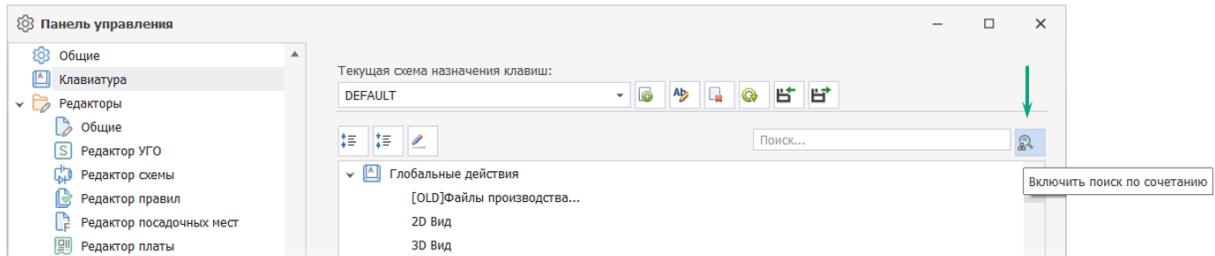 Панель управления
Общие
Клавиатура
Редакторы
Общие
Редактор УГО
Редактор схемы
Редактор правил
Редактор посадочных мест
Редактор платы
Текущая схема назначения клавиш:
DEFAULT
Поиск...
Включить поиск по сочетанию
Глобальные действия
[OLD]Файлы производства...
2D Вид
3D Вид